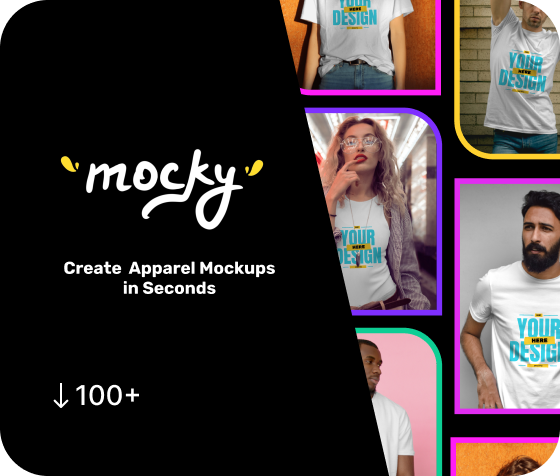 YOUR
HERE
DESIGN
YOUR
HERE
DESIGN
mocky
YOUR
HERE
DESIGN
Create Apparel Mockups
in Seconds
YOUR
HERE
DESIGN
↓ 100+